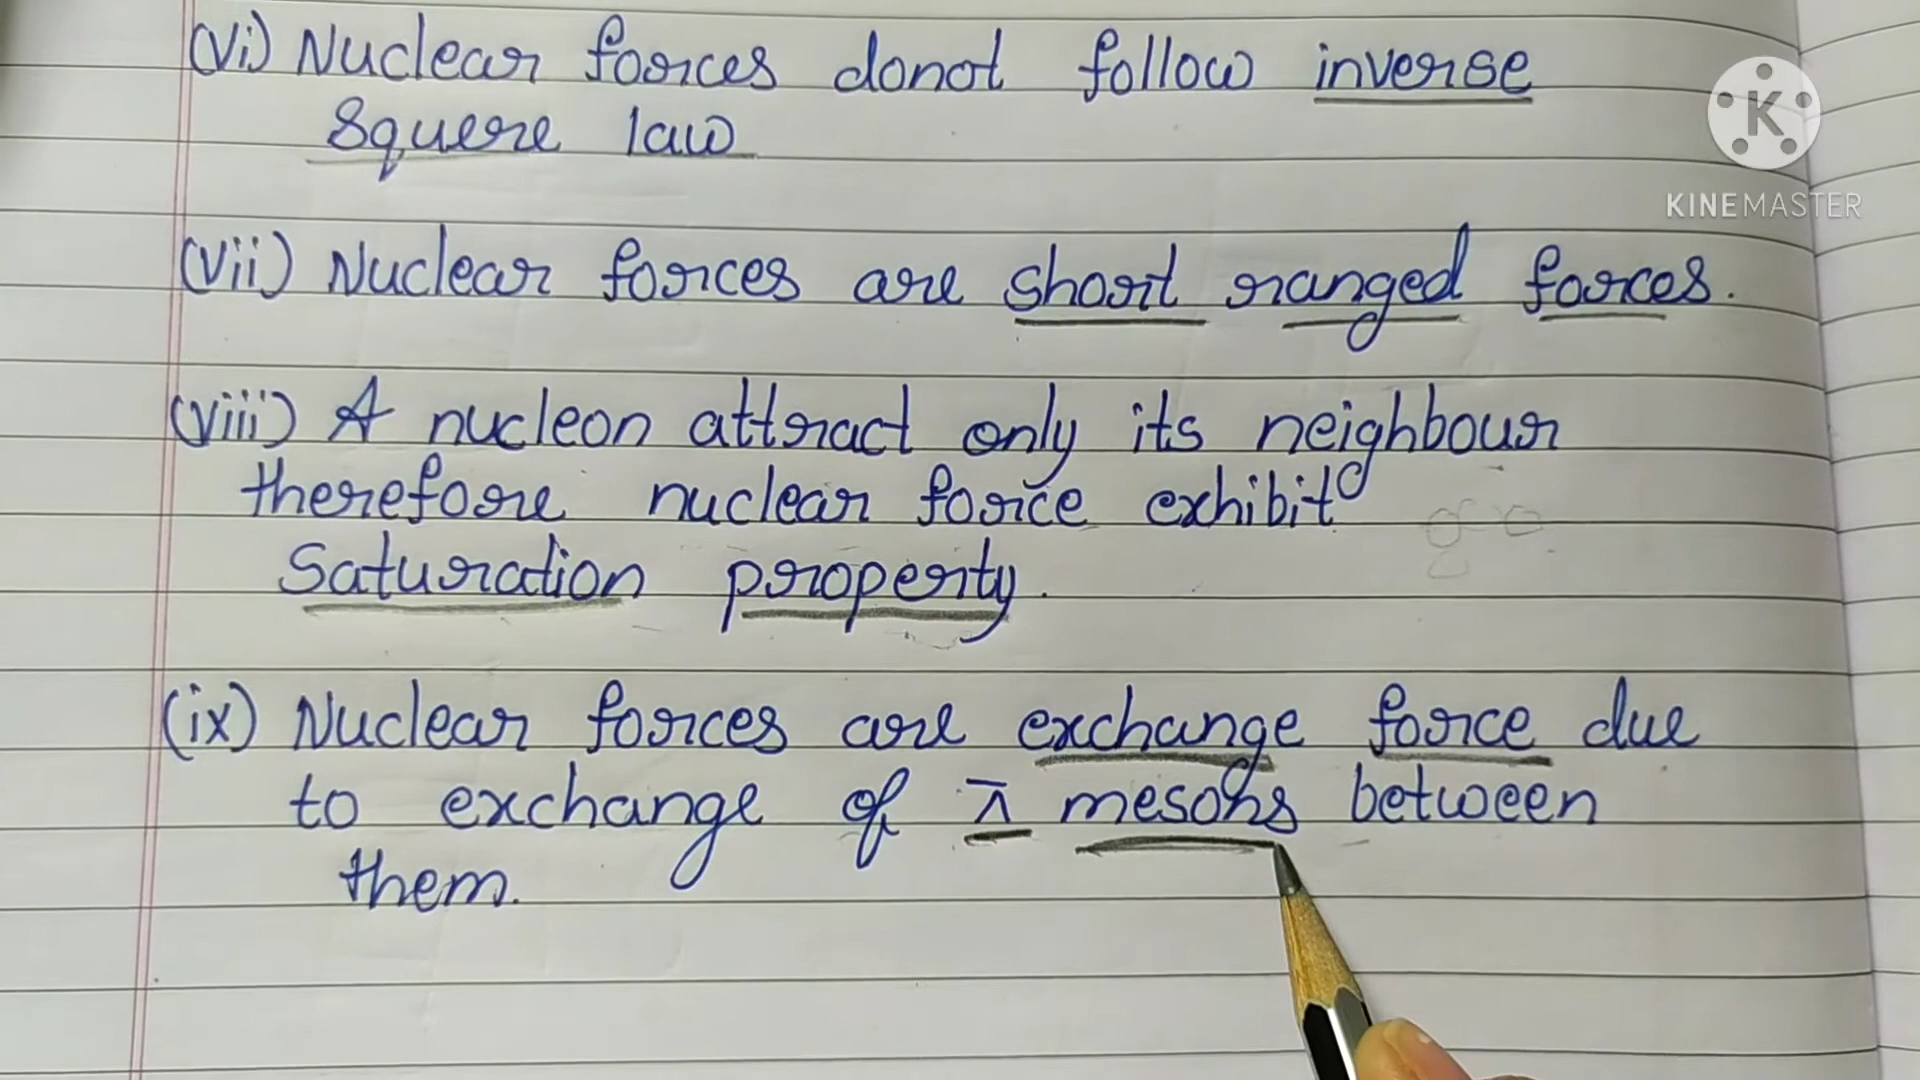 (vi) Nuclear forces donot follow inverse
Squere law
K
KINEMASTER
(vii) Nuclear forces are short ranged forces.
(viii) A nucleon attract only its neighbour
therefore nuclear force exhibit
Saturation property.
(ix) Nuclear forces are exchange force due
to exchange of π mesons between
them.